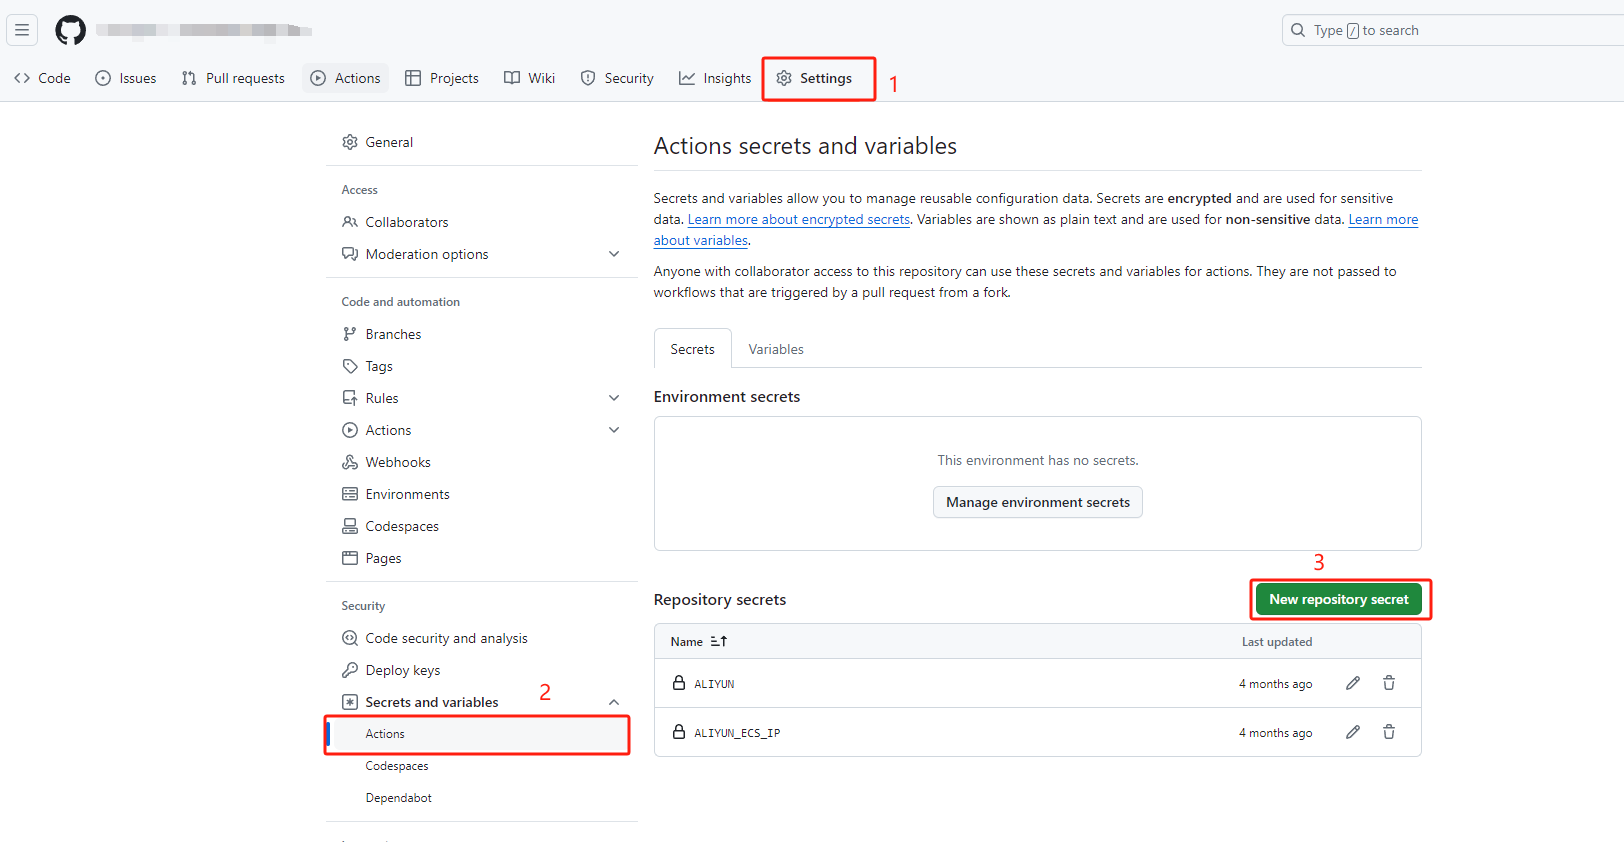 Type / to search
Code Issues Pull requests Actions Projects Wiki Security Insights Settings 1
General
Access
Collaborators
Moderation options
Code and automation
Branches
Tags
Rules
Actions
Webhooks
Environments
Codespaces
Pages
Security
Code security and analysis
Deploy keys
Secrets and variables 2
Actions
Codespaces
Dependabot
Actions secrets and variables
Secrets and variables allow you to manage reusable configuration data. Secrets are encrypted and are used for sensitive
data. Learn more about encrypted secrets. Variables are shown as plain text and are used for non-sensitive data. Learn more
about variables.
Anyone with collaborator access to this repository can use these secrets and variables for actions. They are not passed to
workflows that are triggered by a pull request from a fork.
Secrets Variables
Environment secrets
This environment has no secrets.
Manage environment secrets
3
Repository secrets New repository secret
Name Last updated
ALIYUN 4 months ago
ALIYUN_ECS_IP 4 months ago